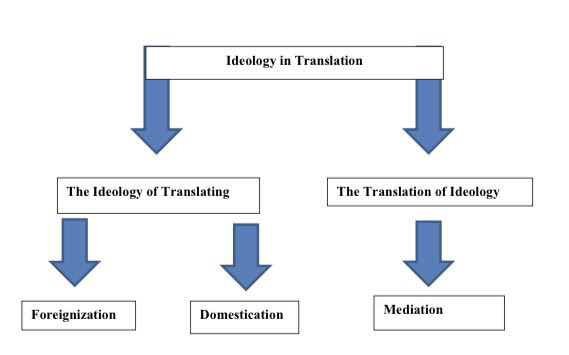 Ideology in Translation
The Ideology of Translating
The Translation of Ideology
Foreignization
Domestication
Mediation